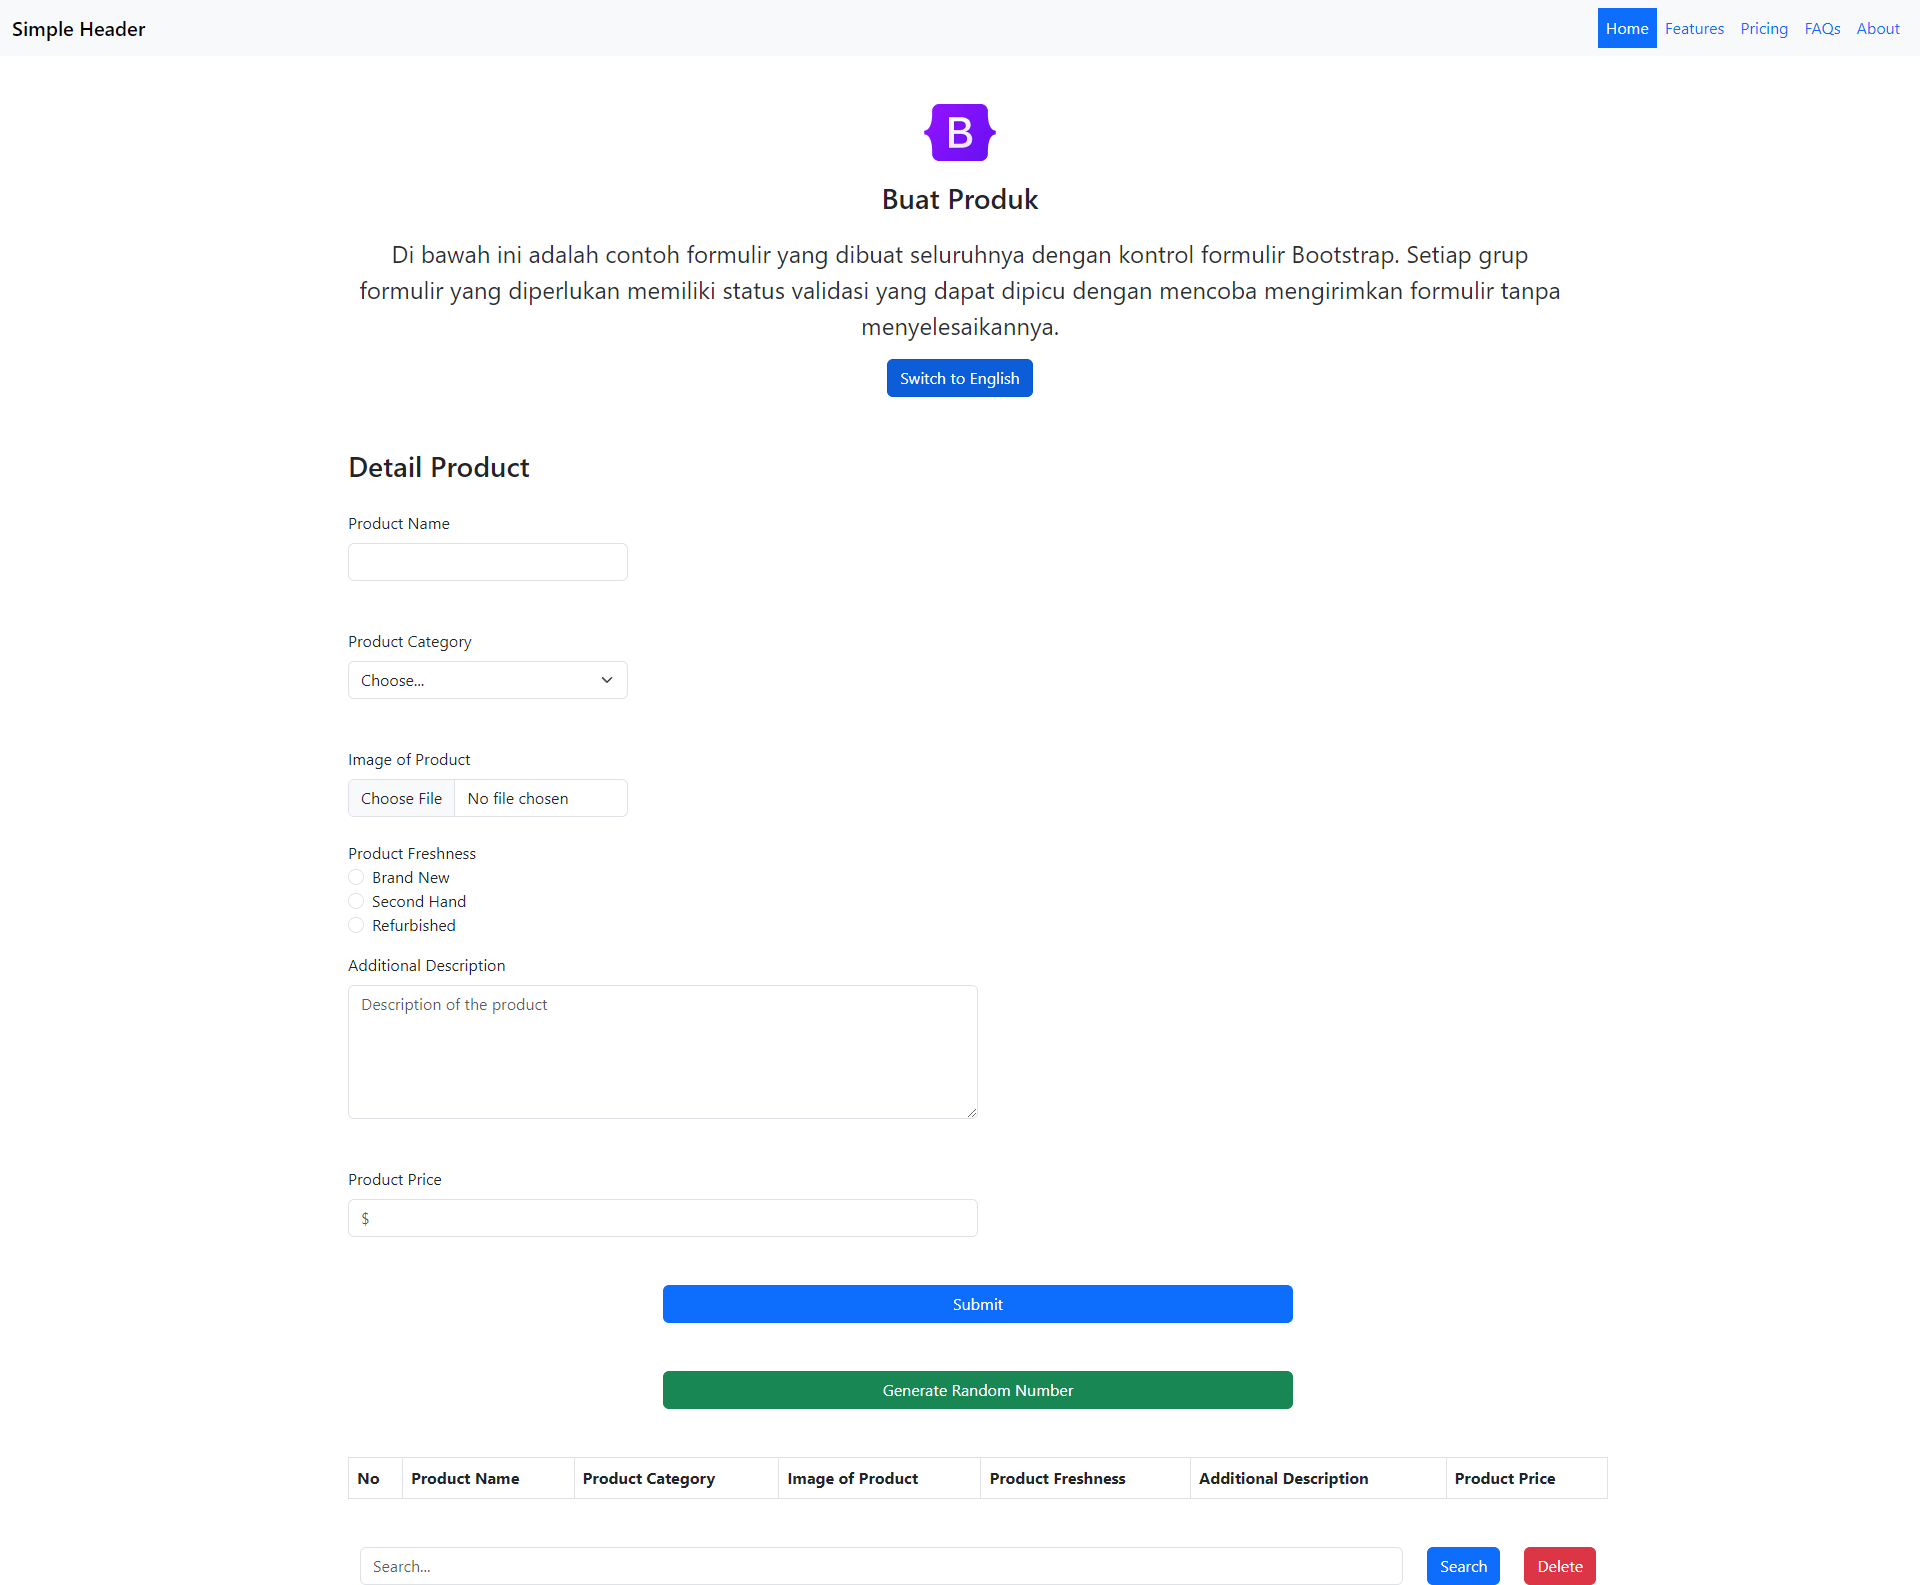 Simple Header
Home Features Pricing FAQs About
B
Buat Produk
Di bawah ini adalah contoh formulir yang dibuat seluruhnya dengan kontrol formulir Bootstrap. Setiap grup
formulir yang diperlukan memiliki status validasi yang dapat dipicu dengan mencoba mengirimkan formulir tanpa
menyelesaikannya.
Switch to English
Detail Product
Product Name
Product Category
Choose...
Image of Product
Choose File No file chosen
Product Freshness
Brand New
Second Hand
Refurbished
Additional Description
Description of the product
Product Price
$
Submit
Generate Random Number
No Product Name Product Category Image of Product Product Freshness Additional Description Product Price
Search... Search Delete